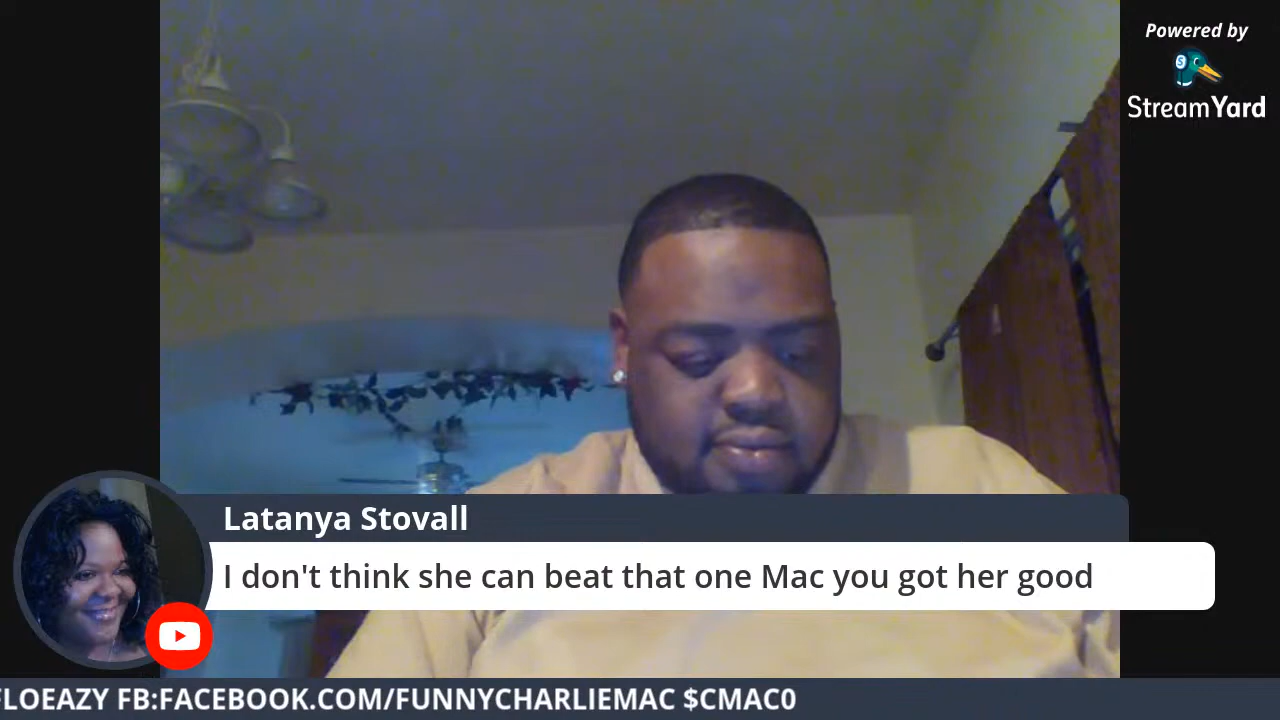 Powered by
StreamYard
Latanya Stovall
I don't think she can beat that one Mac you got her good
FLOEAZY FB:FACEBOOK.COM/FUNNYCHARLIEMAC $CMAC0